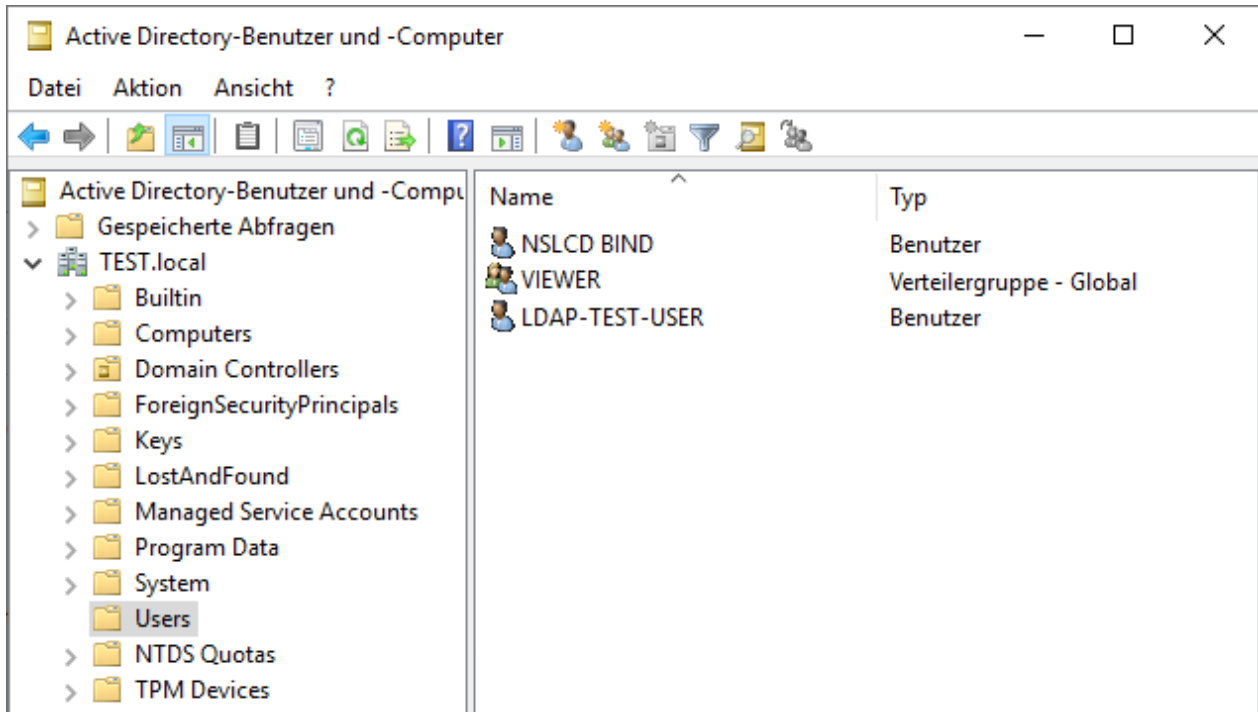 Active Directory-Benutzer und -Computer
Datei Aktion Ansicht ?
Active Directory-Benutzer und -Compu
Gespeicherte Abfragen
TEST.local
Builtin
Computers
Domain Controllers
ForeignSecurityPrincipals
Keys
LostAndFound
Managed Service Accounts
Program Data
System
Users
NTDS Quotas
TPM Devices
Name Typ
NSLCD BIND Benutzer
VIEWER Verteilergruppe - Global
LDAP-TEST-USER Benutzer